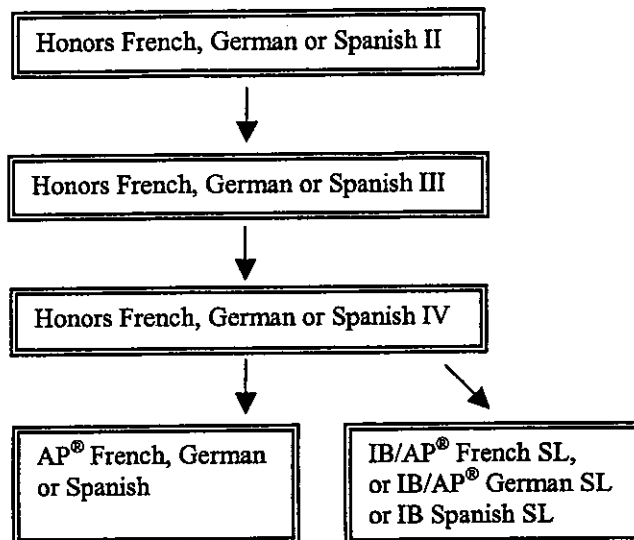 Honors French, German or Spanish II
Honors French, German or Spanish III
Honors French, German or Spanish IV
AP® French, German
or Spanish
IB/AP® French SL,
or IB/AP® German SL
or IB Spanish SL